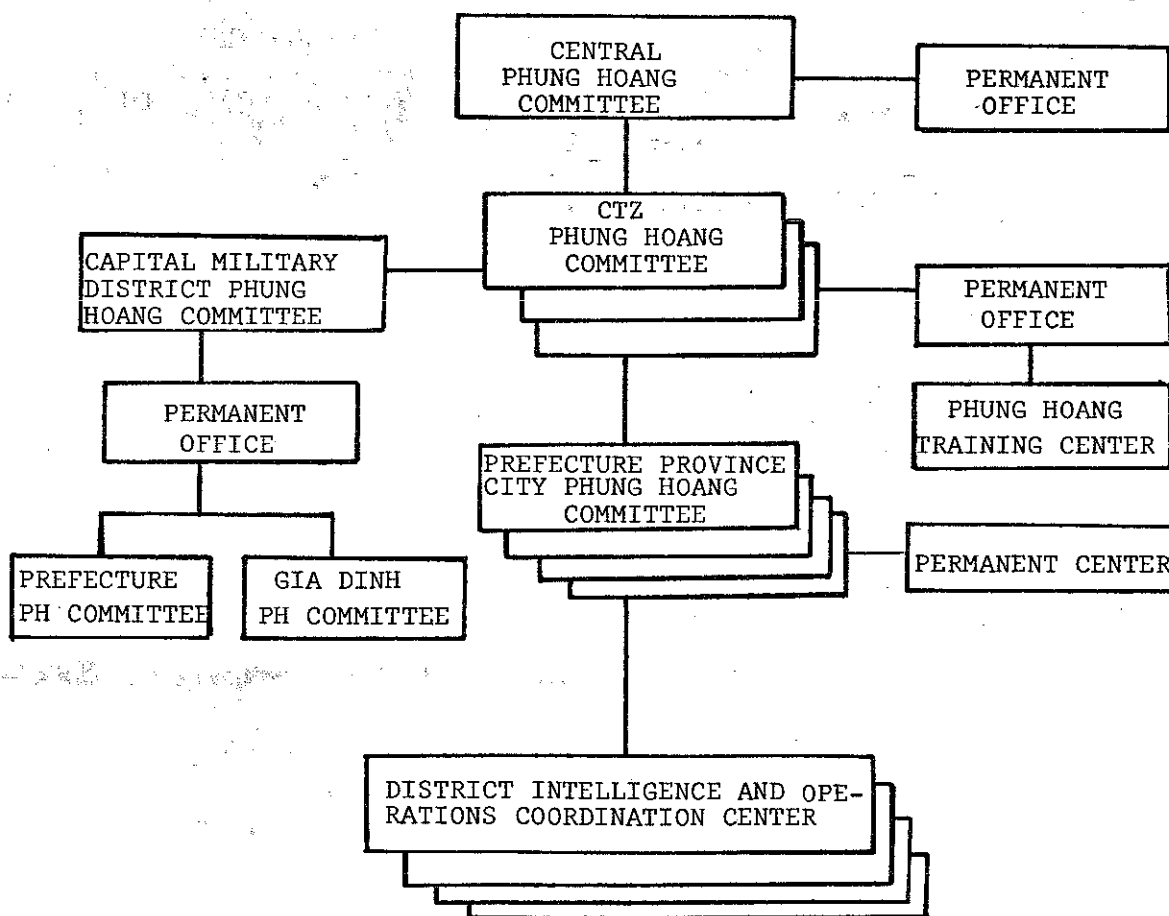 CENTRAL
PHUNG HOANG
COMMITTEE
PERMANENT
OFFICE
CTZ
PHUNG HOANG
COMMITTEE
CAPITAL MILITARY
DISTRICT PHUNG
HOANG COMMITTEE
PERMANENT
OFFICE
PERMANENT
OFFICE
PHUNG HOANG
TRAINING CENTER
PREFECTURE PROVINCE
CITY PHUNG HOANG
COMMITTEE
PERMANENT CENTER
PREFECTURE
PH COMMITTEE
GIA DINH
PH COMMITTEE
DISTRICT INTELLIGENCE AND OPE-
RATIONS COORDINATION CENTER